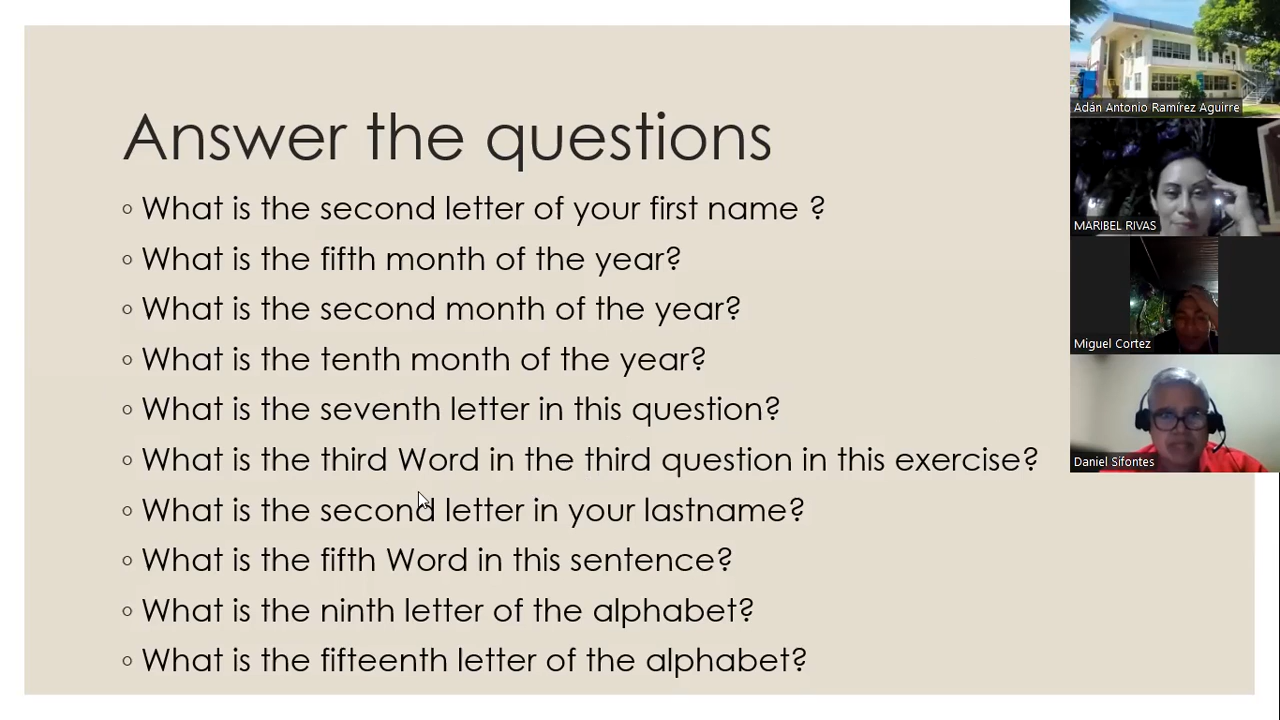 Answer the questions
What is the second letter of your first name ?
What is the fifth month of the year?
What is the second month of the year?
What is the tenth month of the year?
What is the seventh letter in this question?
What is the third Word in the third question in this exercise?
What is the second letter in your lastname?
What is the fifth Word in this sentence?
What is the ninth letter of the alphabet?
What is the fifteenth letter of the alphabet?
Adán Antonio Ramírez Aguirre
MARIBEL RIVAS
Miguel Cortez
Daniel Sifontes